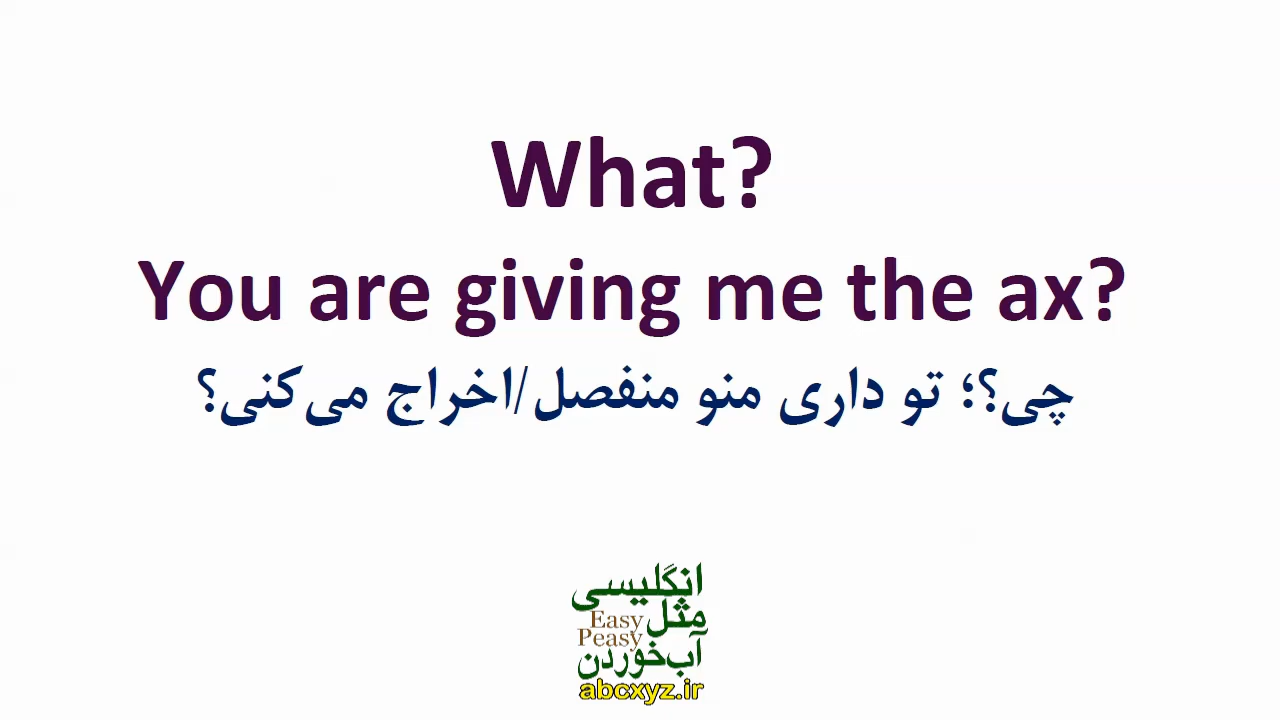 What?
You are giving me the ax?
چی؟؛ تو داری منو منفصل/اخراج می‌کنی؟
انگلیسی
مثل
Easy
Peasy
آب‌خوردن
abcxyz.ir